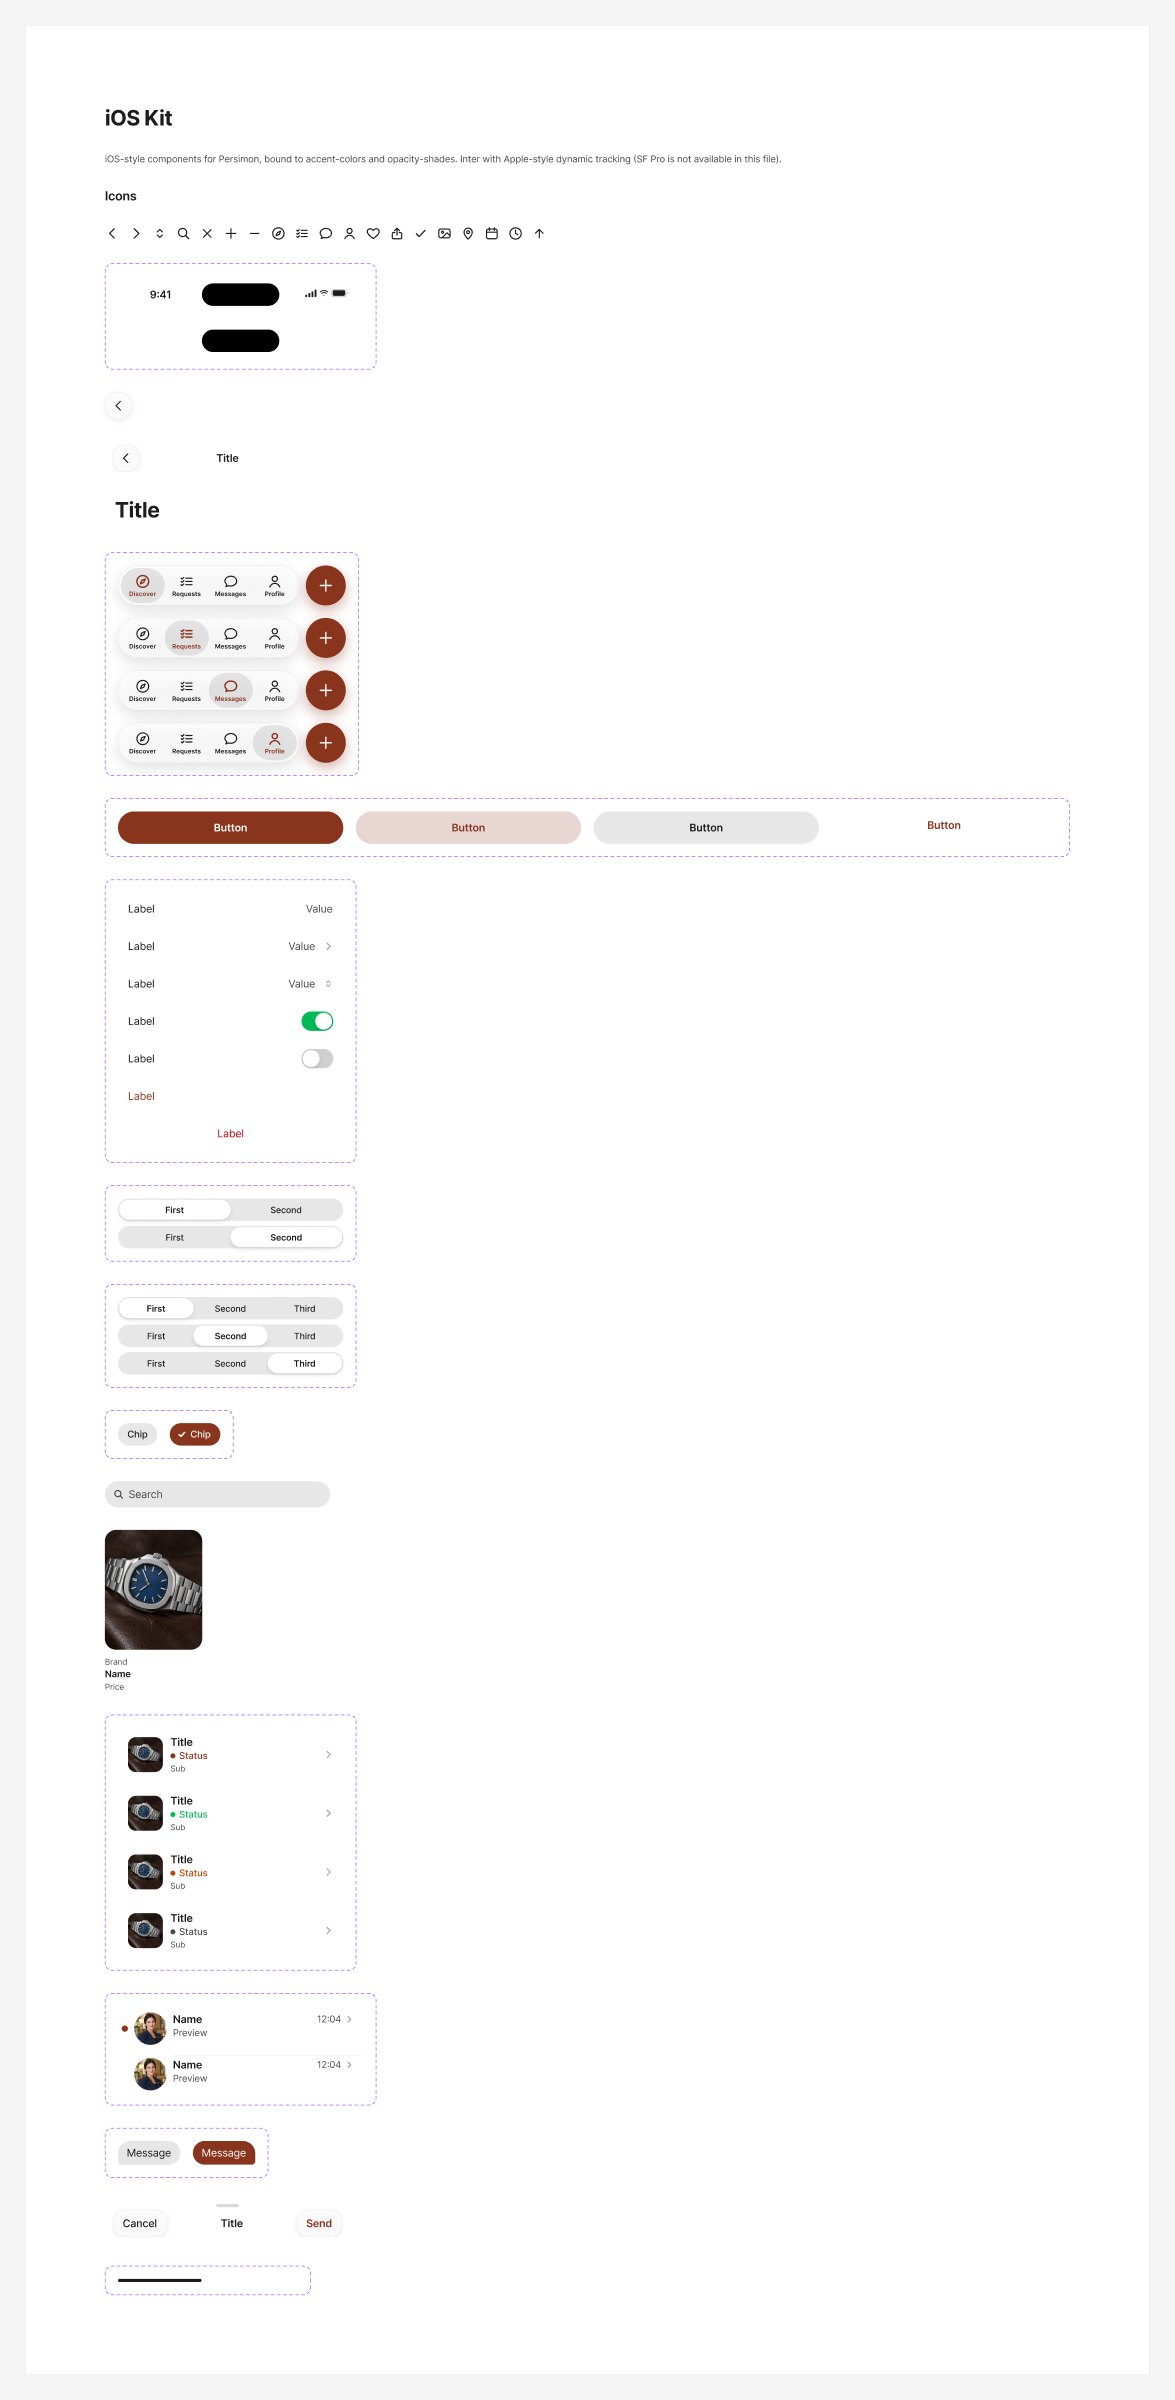 iOS Kit
iOS-style components for Persimon, bound to accent-colors and opacity-shades. Inter with Apple-style dynamic tracking (SF Pro is not available in this file).
Icons
9:41
Title
Title
Discover Requests Messages Profile
Discover Requests Messages Profile
Discover Requests Messages Profile
Discover Requests Messages Profile
Button Button Button Button
Label Value
Label Value
Label Value
Label
Label
Label
Label
First Second
First Second
First Second Third
First Second Third
First Second Third
Chip Chip
Search
Brand
Name
Price
Title
Status
Sub
Title
Status
Sub
Title
Status
Sub
Title
Status
Sub
Name 12:04
Preview
Name 12:04
Preview
Message Message
Cancel Title Send